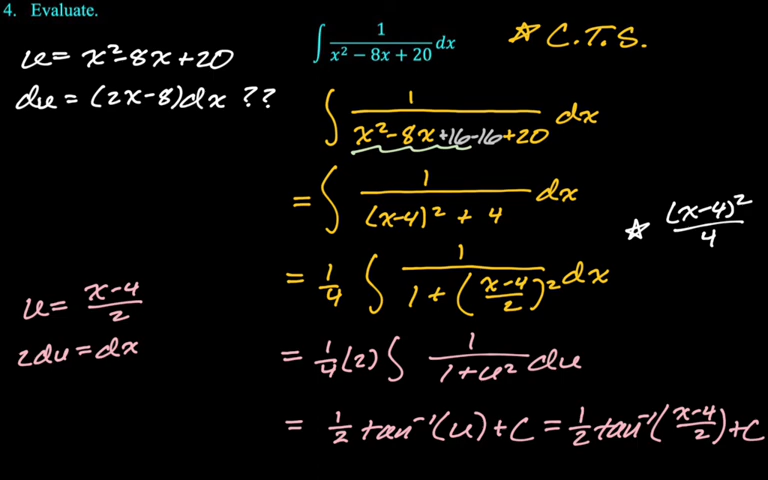 4. Evaluate.
∫ 1/(x² − 8x + 20) dx
☆ C.T.S.
u = x²-8x+20
du = (2x-8)dx ??
∫ 1/(x²-8x+16-16+20) dx
= ∫ 1/((x-4)² + 4) dx
☆ (x-4)²/4
= 1/4 ∫ 1/(1+((x-4)/2)²) dx
u = (x-4)/2
2du = dx
= 1/4 (2) ∫ 1/(1+u²) du
= 1/2 tan⁻¹(u) + C = 1/2 tan⁻¹((x-4)/2) + C